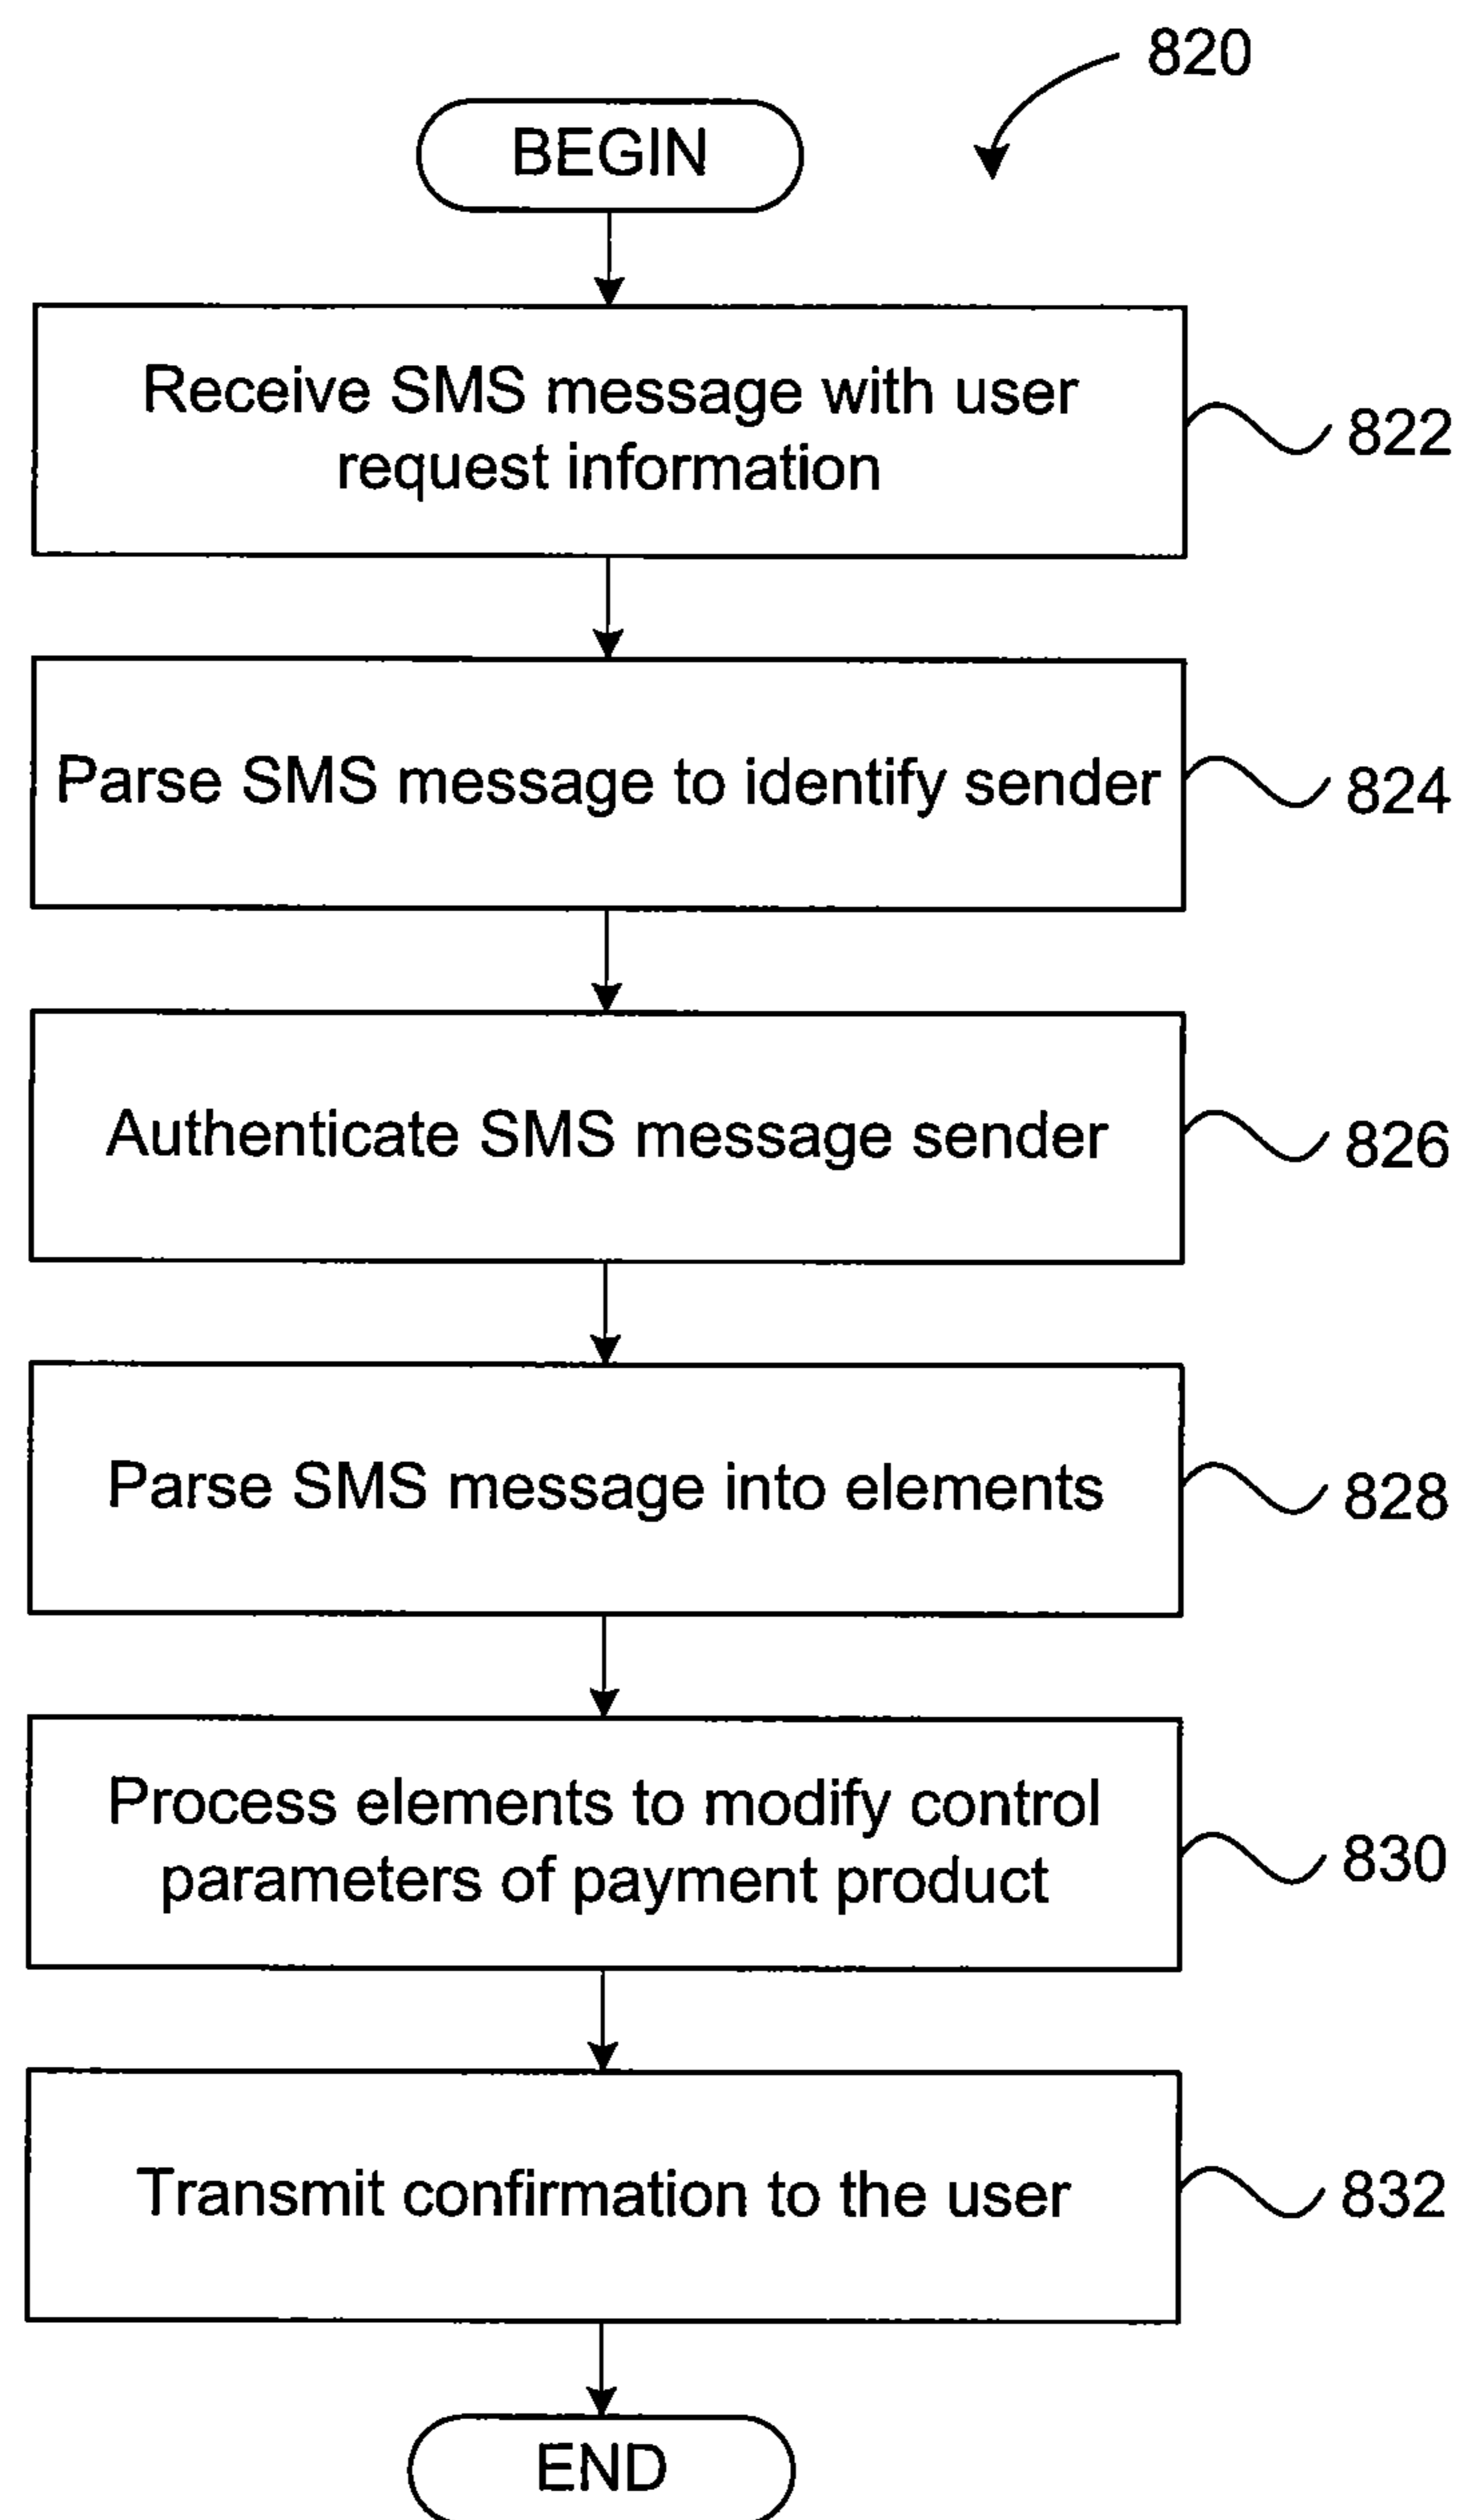 820
BEGIN
Receive SMS message with user
request information
822
Parse SMS message to identify sender
824
Authenticate SMS message sender
826
Parse SMS message into elements
828
Process elements to modify control
parameters of payment product
830
Transmit confirmation to the user
832
END